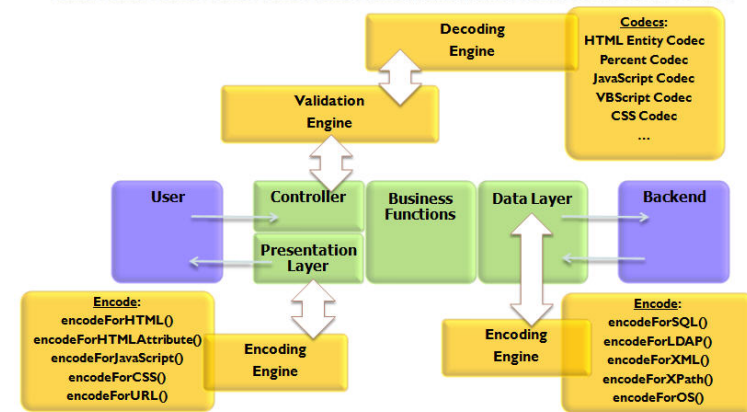 Decoding
Engine
Codecs:
HTML Entity Codec
Percent Codec
JavaScript Codec
VBScript Codec
CSS Codec
...
Validation
Engine
User
Controller
Business
Functions
Data Layer
Backend
Presentation
Layer
Encode:
encodeForHTML()
encodeForHTMLAttribute()
encodeForJavaScript()
encodeForCSS()
encodeForURL()
Encoding
Engine
Encoding
Engine
Encode:
encodeForSQL()
encodeForLDAP()
encodeForXML()
encodeForXPath()
encodeForOS()